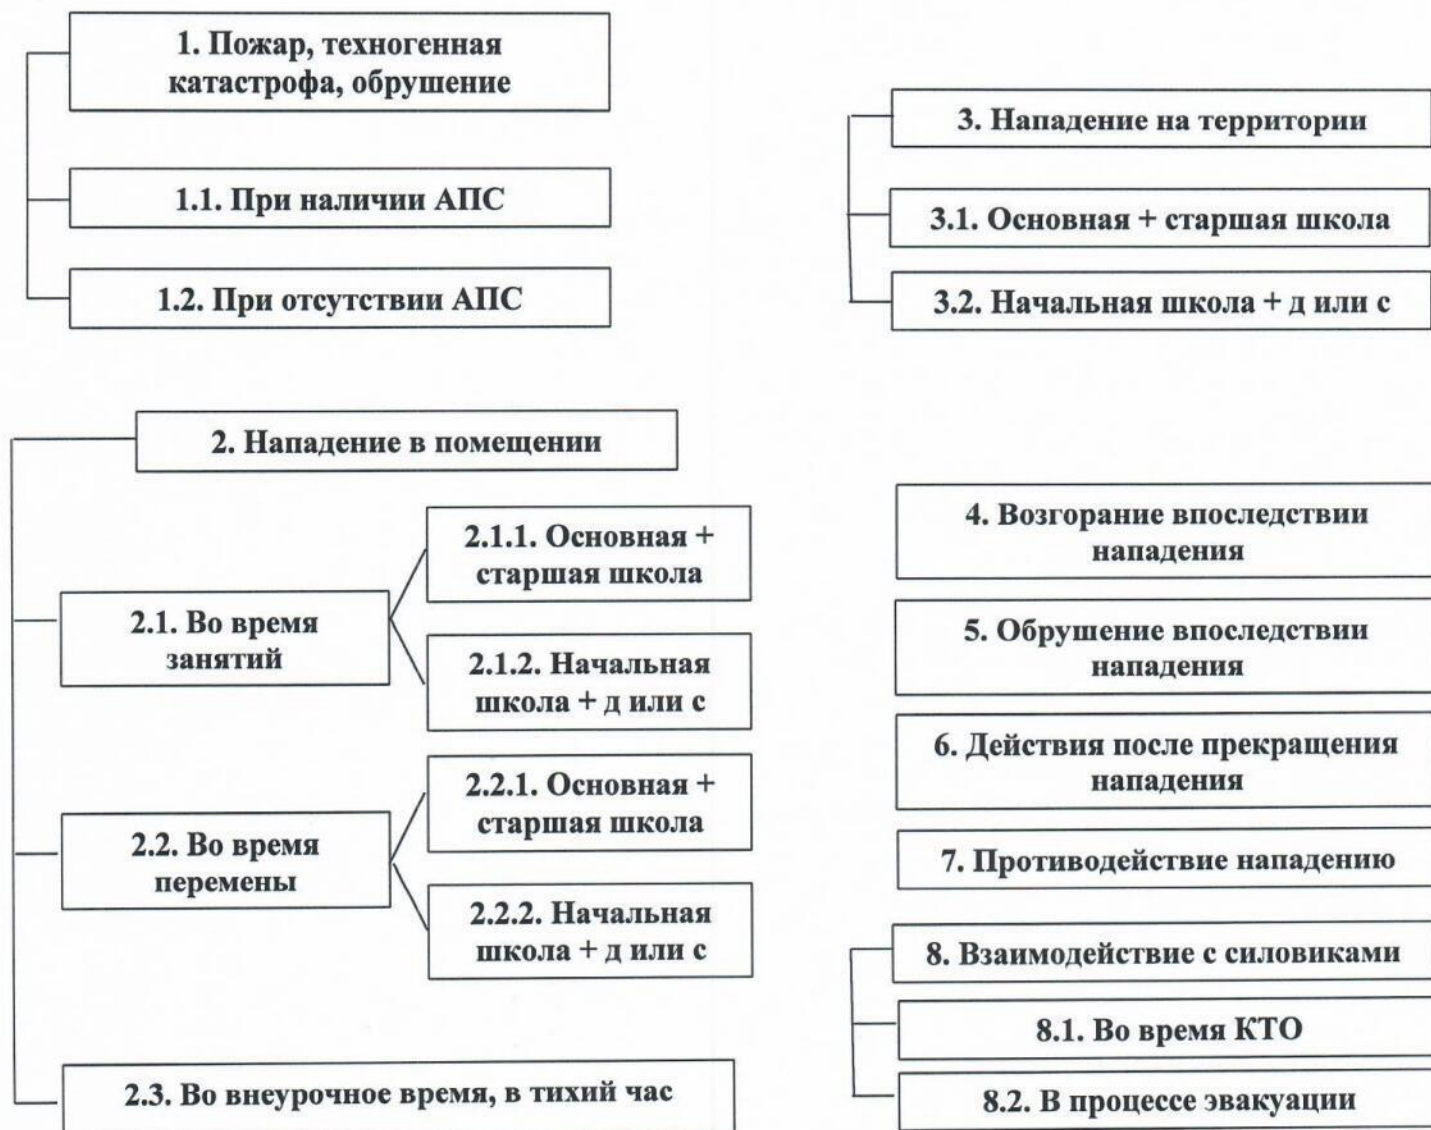 1. Пожар, техногенная
катастрофа, обрушение
1.1. При наличии АПС
1.2. При отсутствии АПС
2. Нападение в помещении
2.1. Во время
занятий
2.1.1. Основная +
старшая школа
2.1.2. Начальная
школа + д или с
2.2. Во время
перемены
2.2.1. Основная +
старшая школа
2.2.2. Начальная
школа + д или с
2.3. Во внеурочное время, в тихий час
3. Нападение на территории
3.1. Основная + старшая школа
3.2. Начальная школа + д или с
4. Возгорание впоследствии
нападения
5. Обрушение впоследствии
нападения
6. Действия после прекращения
нападения
7. Противодействие нападению
8. Взаимодействие с силовиками
8.1. Во время КТО
8.2. В процессе эвакуации